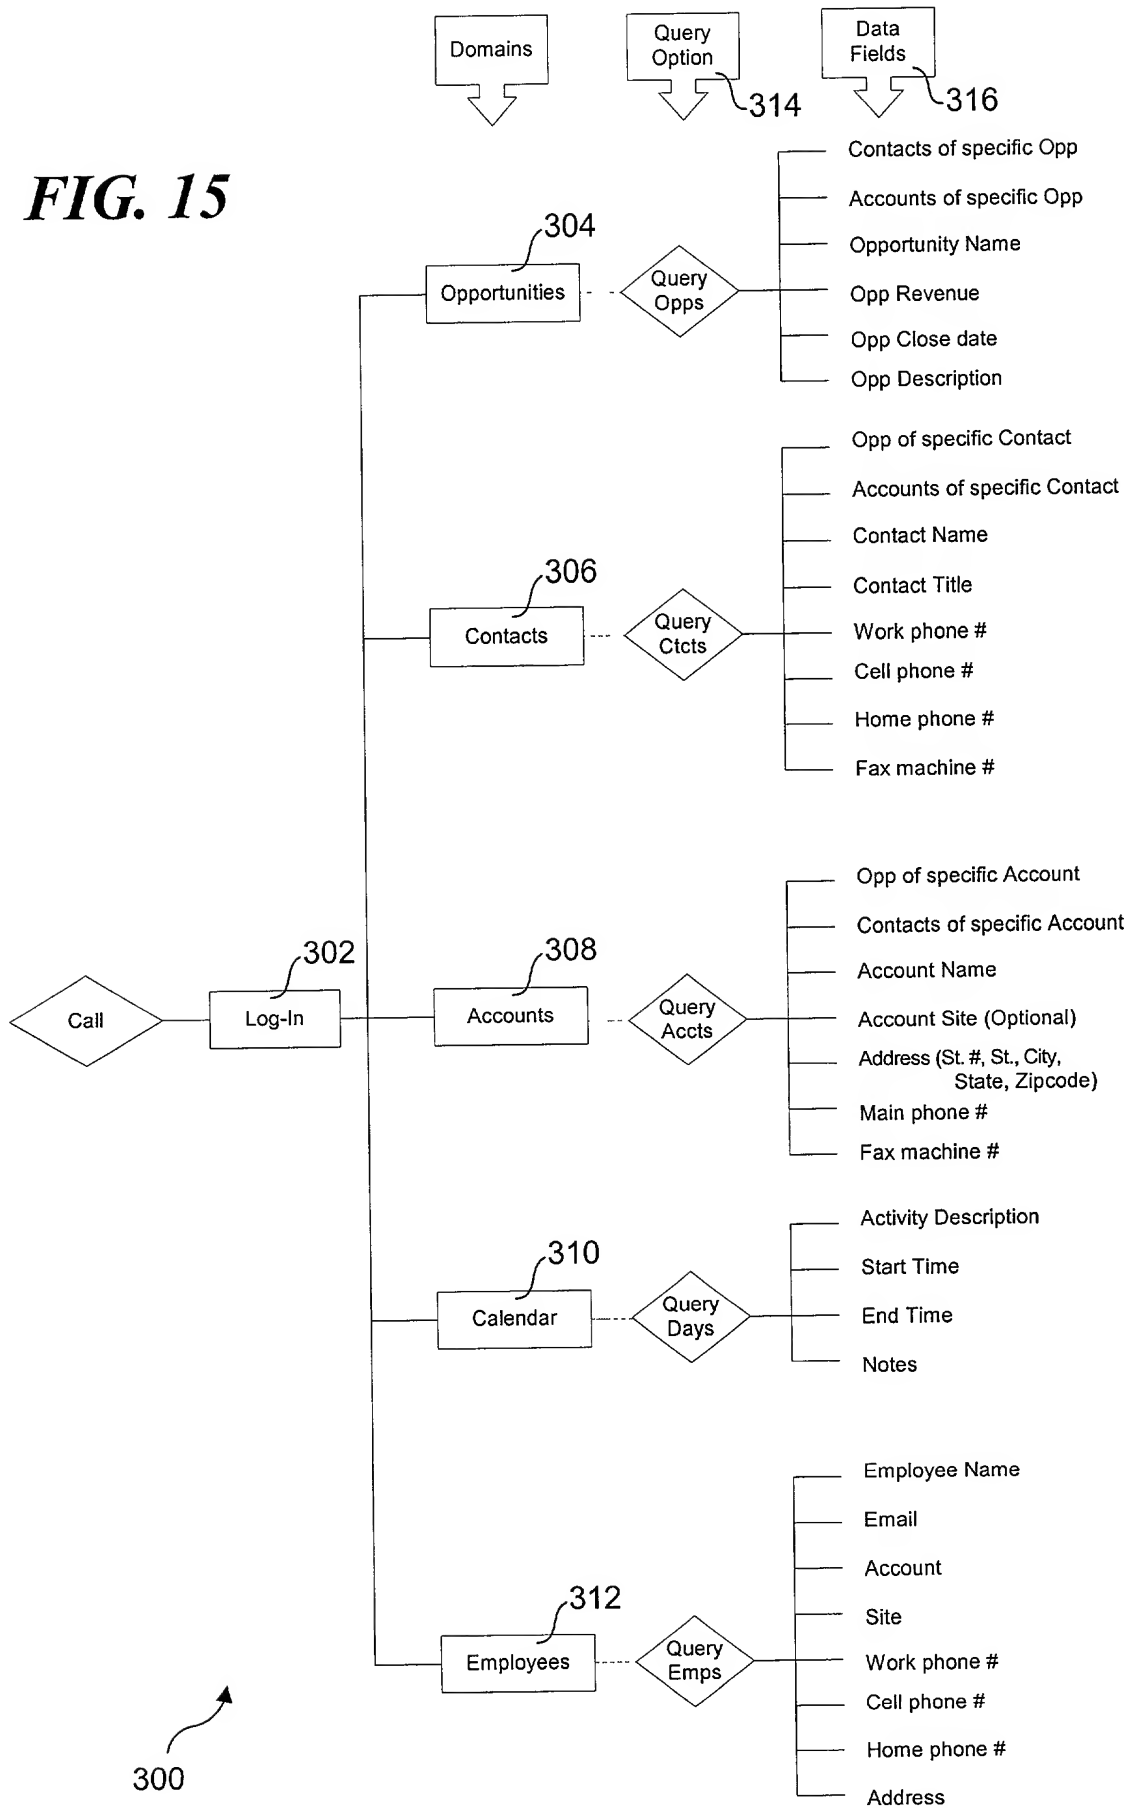 Domains
Query
Option
314
Data
Fields
316
FIG. 15
304
Opportunities
Query
Opps
Contacts of specific Opp
Accounts of specific Opp
Opportunity Name
Opp Revenue
Opp Close date
Opp Description
306
Contacts
Query
Ctcts
Opp of specific Contact
Accounts of specific Contact
Contact Name
Contact Title
Work phone #
Cell phone #
Home phone #
Fax machine #
Call
302
Log-In
308
Accounts
Query
Accts
Opp of specific Account
Contacts of specific Account
Account Name
Account Site (Optional)
Address (St. #, St., City,
State, Zipcode)
Main phone #
Fax machine #
310
Calendar
Query
Days
Activity Description
Start Time
End Time
Notes
312
Employees
Query
Emps
Employee Name
Email
Account
Site
Work phone #
Cell phone #
Home phone #
Address
300